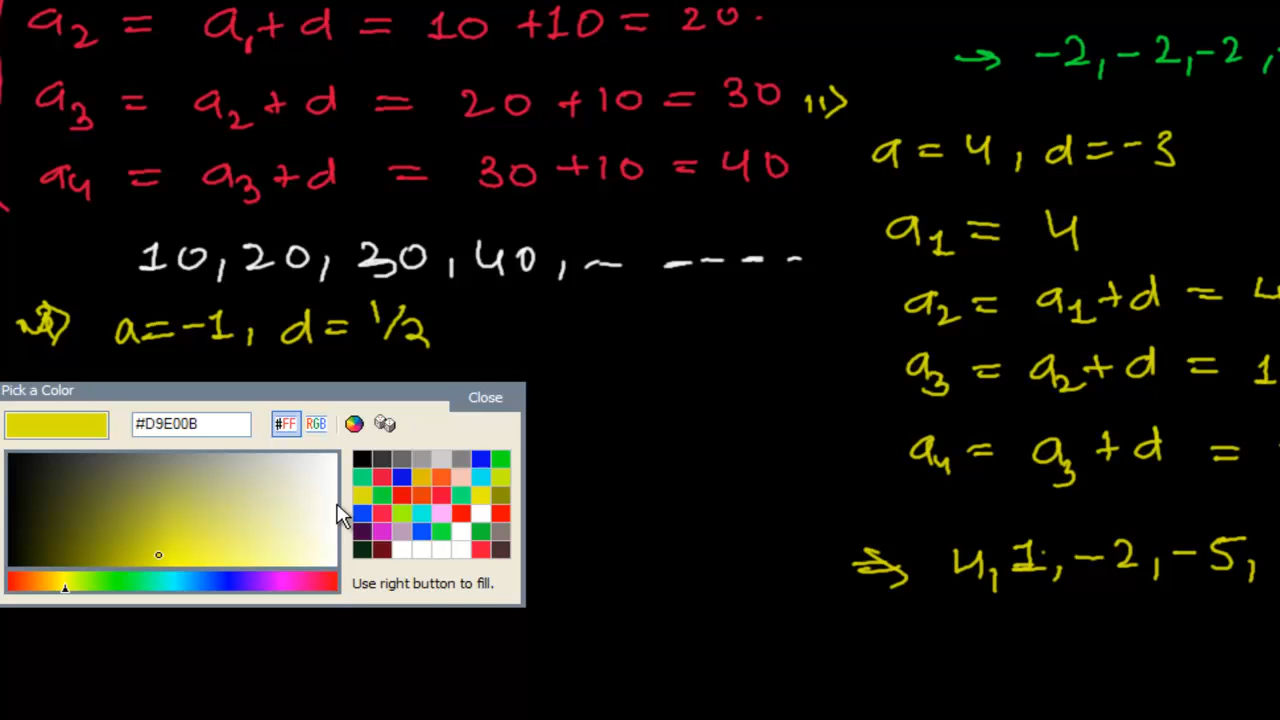 a2 = a1+d = 10 +10 = 20.
a3 = a2+d = 20 +10 = 30
a4 = a3+d = 30 +10 = 40
10, 20, 30, 40, ~ ----
a=-1, d = 1/2
Pick a Color
Close
#D9E00B
#FF RGB
Use right button to fill.
→ -2, -2, -2,
a = 4, d = -3
a1 = 4
a2 = a1+d = 4
a3 = a2+d = 1
a4 = a3+d =
⇒ 4, 1, -2, -5,